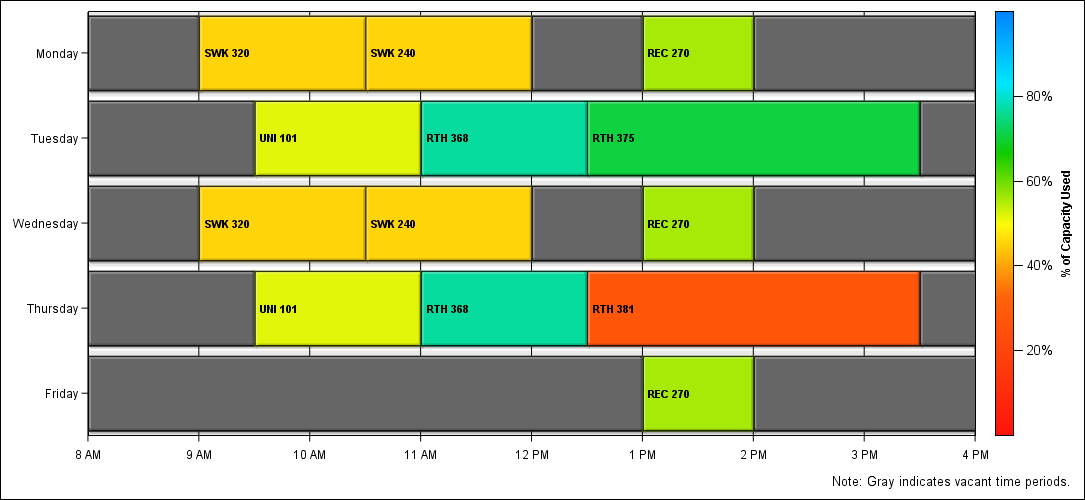 Monday SWK 320 SWK 240 REC 270
80%
Tuesday UNI 101 RTH 368 RTH 375
60%
% of Capacity Used
Wednesday SWK 320 SWK 240 REC 270
40%
Thursday UNI 101 RTH 368 RTH 381
20%
Friday REC 270
8 AM 9 AM 10 AM 11 AM 12 PM 1 PM 2 PM 3 PM 4 PM
Note: Gray indicates vacant time periods.